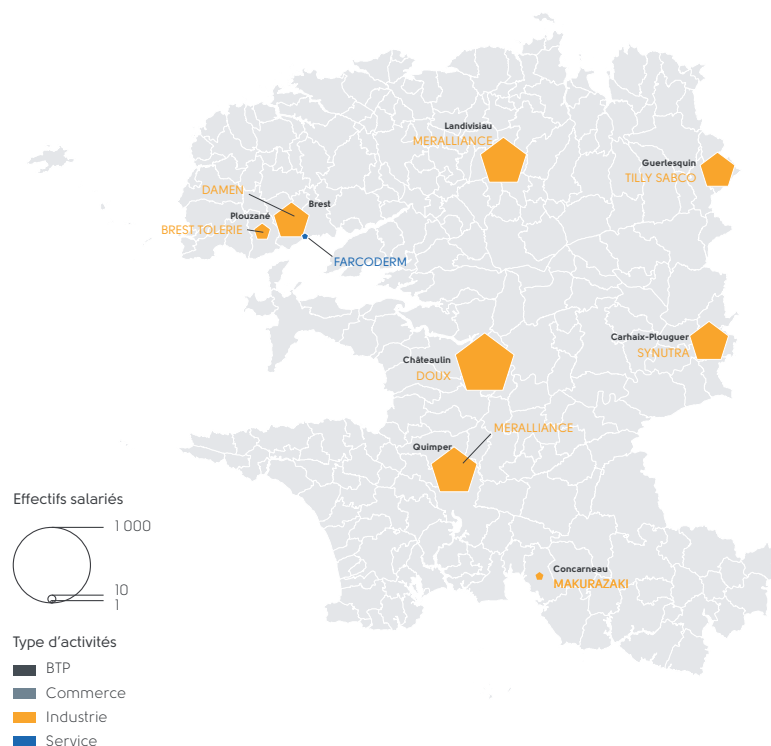 Landivisiau
MERALLIANCE
Guerlesquin
TILLY SABCO
DAMEN
Brest
Plouzané
BREST TOLERIE
FARCODERM
Carhaix-Plouguer
SYNUTRA
Châteaulin
DOUX
MERALLIANCE
Quimper
Concarneau
MAKURAZAKI
Effectifs salariés
1 000
10
1
Type d'activités
BTP
Commerce
Industrie
Service